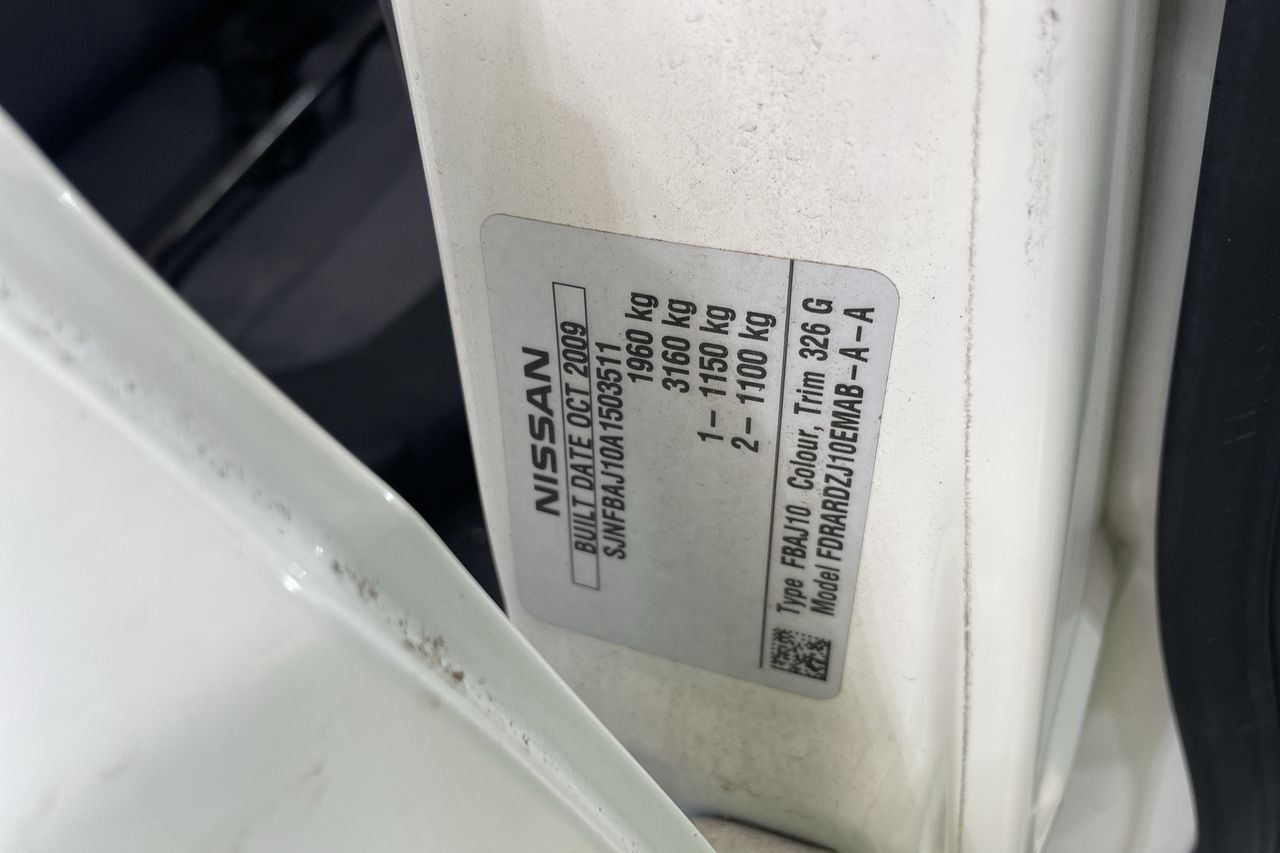 NISSAN
BUILT DATE OCT 2009
SJNFBAJ10A1503511
1960 kg
3160 kg
1- 1150 kg
2- 1100 kg
Type FBAJ10 Colour, Trim 326 G
Model FDRARDZJ10EMAB-A-A